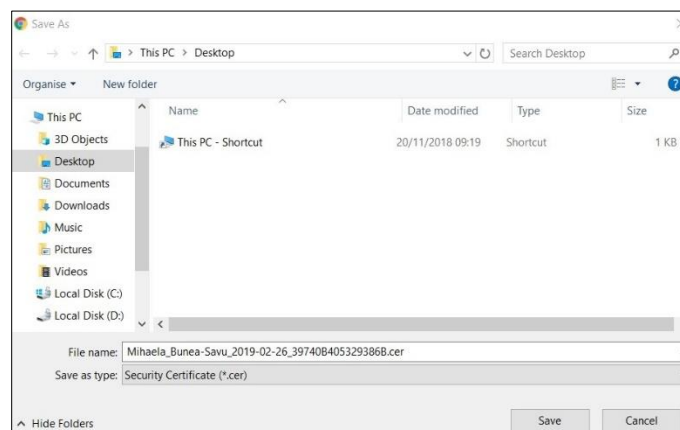 Save As
This PC > Desktop
Search Desktop
Organise
New folder
Name Date modified Type Size
This PC
3D Objects
Desktop
Documents
Downloads
Music
Pictures
Videos
Local Disk (C:)
Local Disk (D:)
This PC - Shortcut 20/11/2018 09:19 Shortcut 1 KB
File name: Mihaela_Bunea-Savu_2019-02-26_39740B405329386B.cer
Save as type: Security Certificate (*.cer)
Hide Folders
Save
Cancel